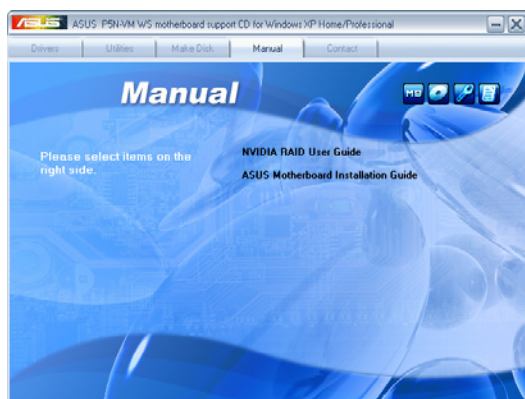 ASUS P5N-VM WS motherboard support CD for Windows XP Home/Professional
Drivers Utilities Make Disk Manual Contact
Manual
Please select items on the
right side.
NVIDIA RAID User Guide
ASUS Motherboard Installation Guide